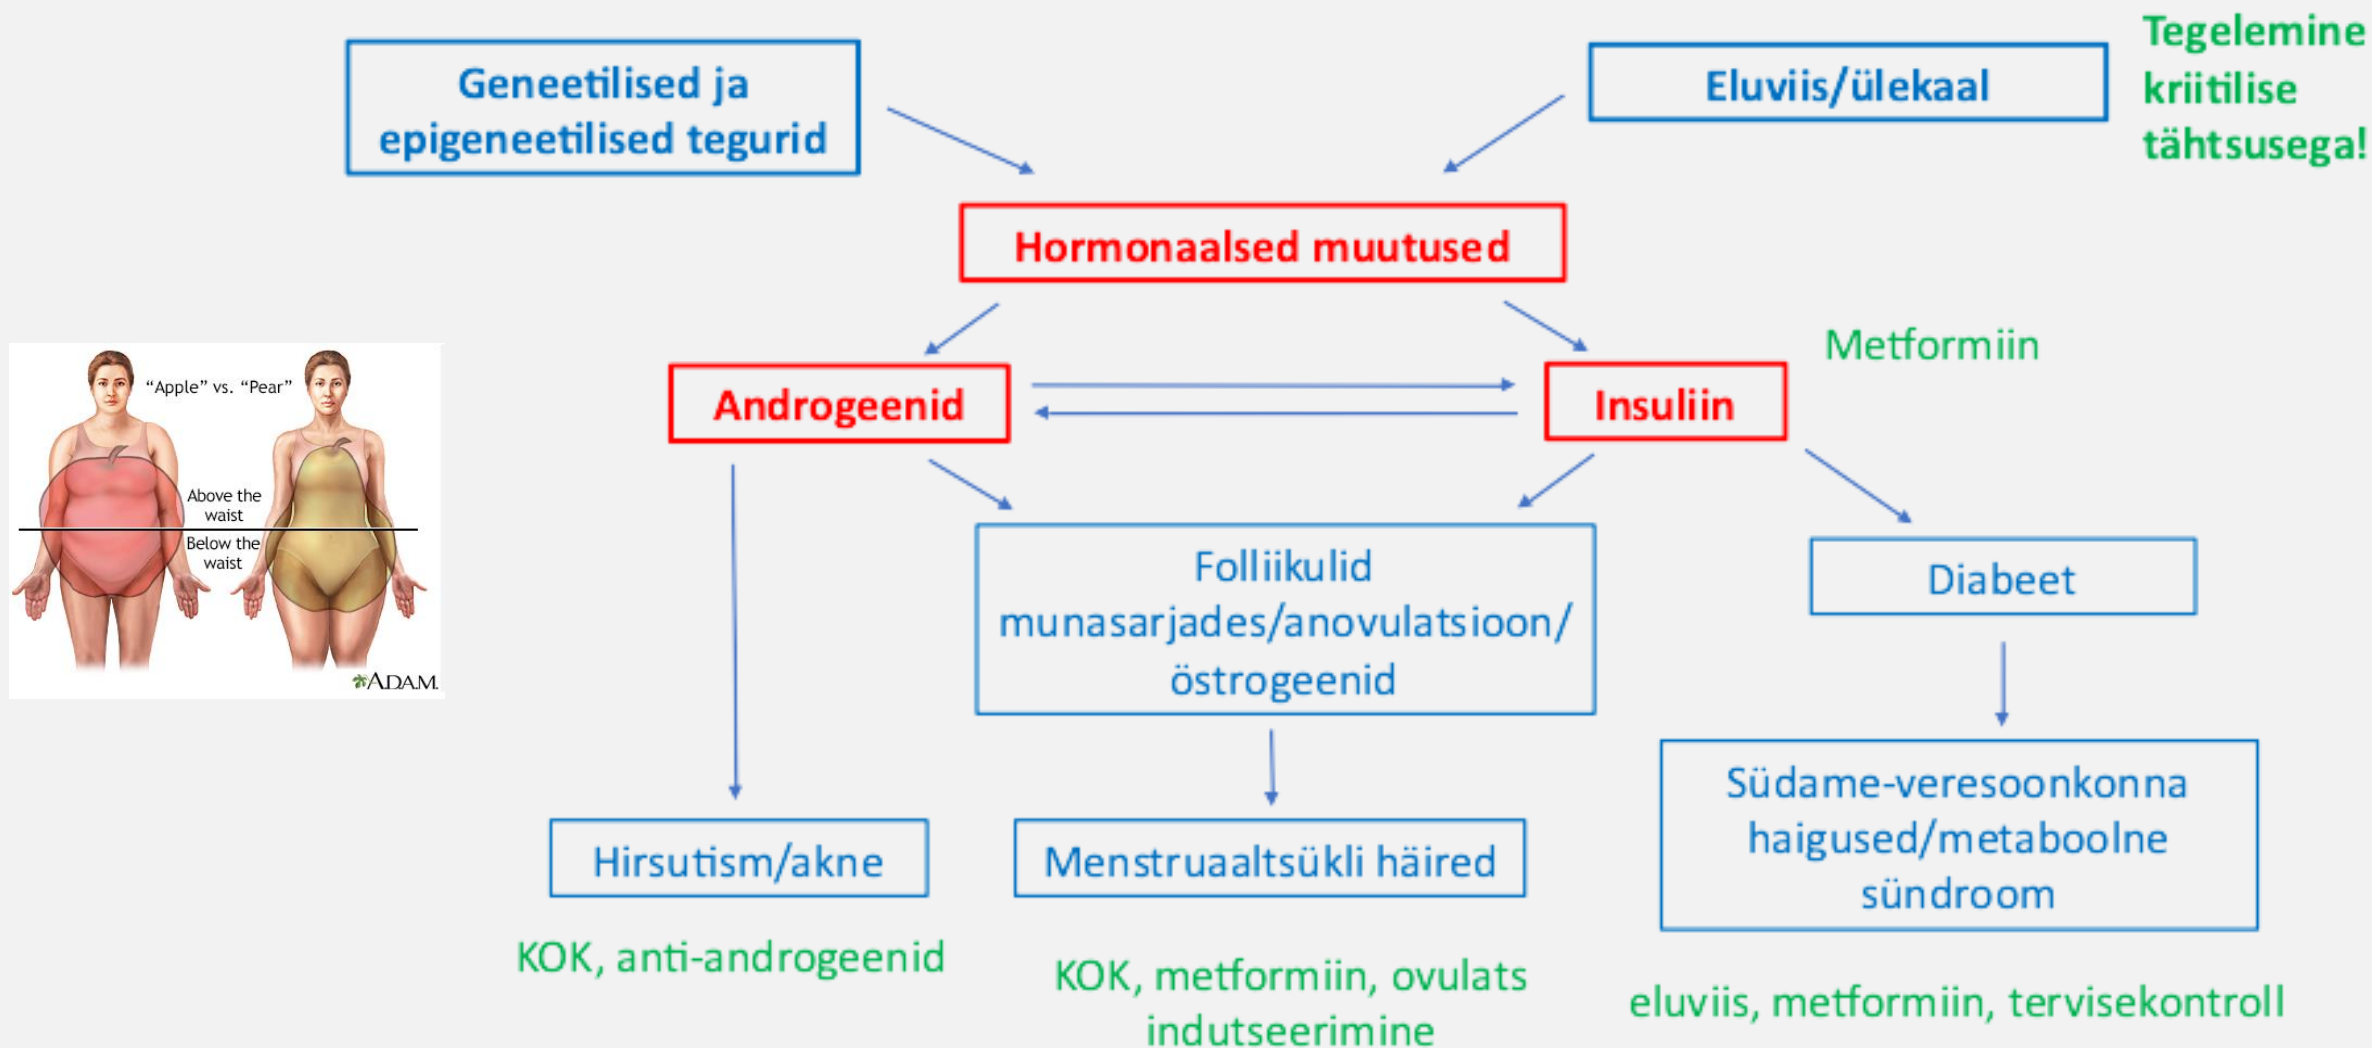 Geneetilised ja
epigeneetilised tegurid
Eluviis/ülekaal
Tegelemine
kriitilise
tähtsusega!
Hormonaalsed muutused
Metformiin
Androgeenid
Insuliin
“Apple” vs. “Pear”
Above the
waist
Below the
waist
ADAM.
Folliikulid
munasarjades/anovulatsioon/
östrogeenid
Diabeet
Hirsutism/akne
Menstruaaltsükli häired
Südame-veresoonkonna
haigused/metaboolne
sündroom
KOK, anti-androgeenid
KOK, metformiin, ovulats
indutseerimine
eluviis, metformiin, tervisekontroll